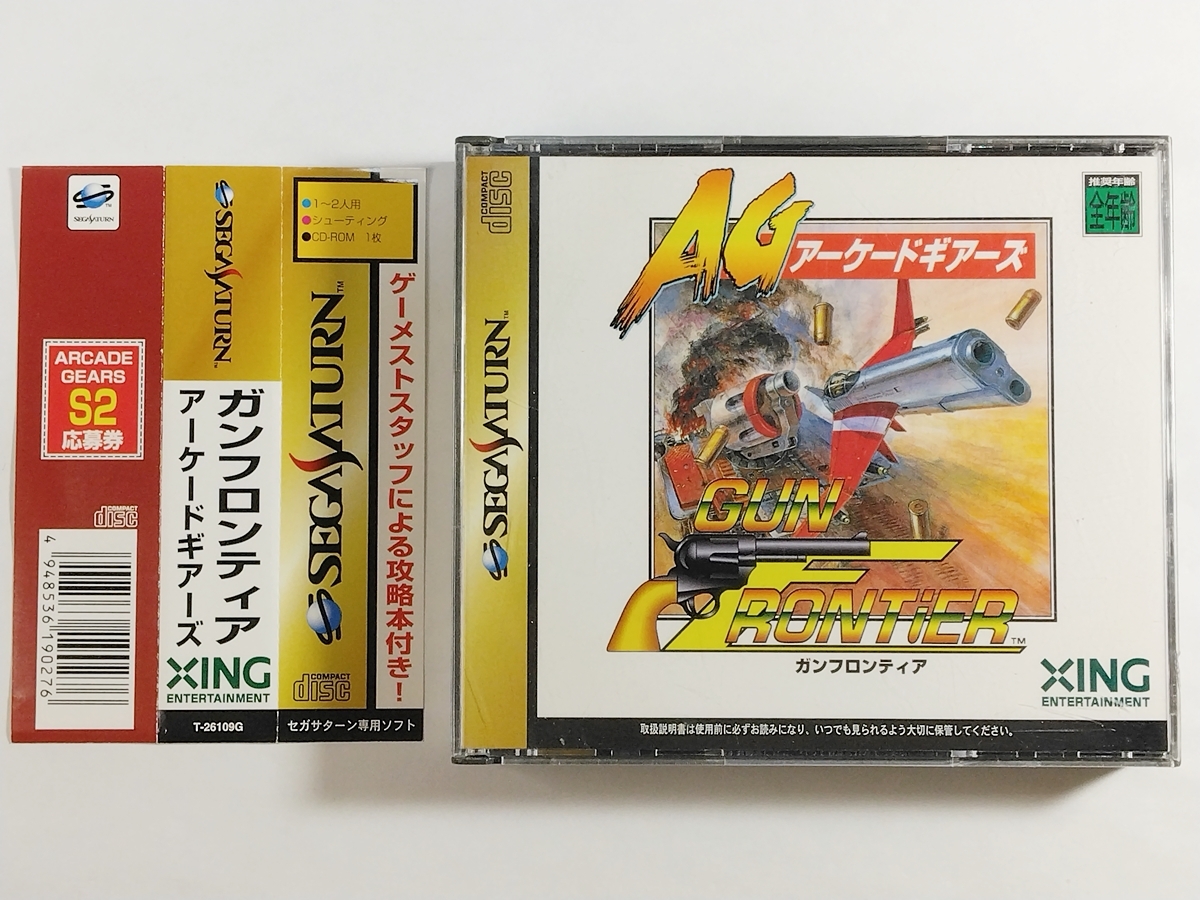 SEGA SATURN
ARCADE
GEARS
S2
応募券
COMPACT
disc
4 948536 190276
SEGA SATURN™
ガンフロンティア
アーケードギアーズ
XING
ENTERTAINMENT
T-26109G
●1～2人用
●シューティング
●CD-ROM 1枚
SEGA SATURN™
COMPACT
disc
セガサターン専用ソフト
ゲーメストスタッフによる攻略本付き！
COMPACT
disc
SEGA SATURN™
AG
アーケードギアーズ
推奨年齢
全年齢
GUN
FRONTiER™
ガンフロンティア
XING
ENTERTAINMENT
取扱説明書は使用前に必ずお読みになり、いつでも見られるよう大切に保管してください。